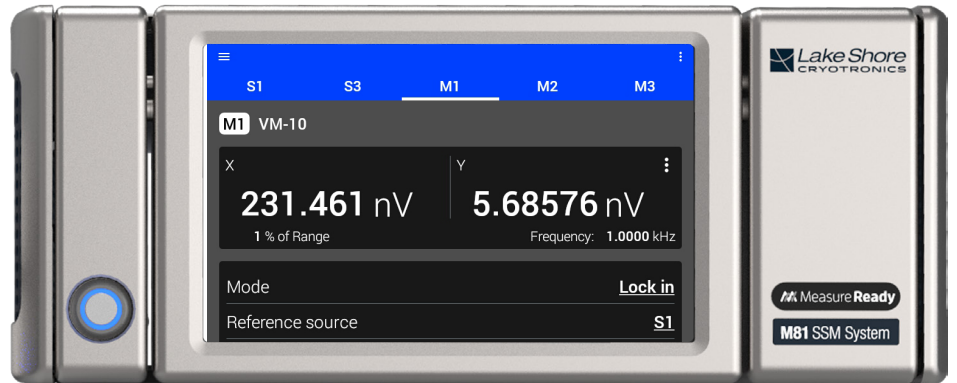 S1 S3 M1 M2 M3
M1 VM-10
X Y
231.461 nV 5.68576 nV
1 % of Range Frequency: 1.0000 kHz
Mode Lock in
Reference source S1
Lake Shore
CRYOTRONICS
MeasureReady
M81 SSM System